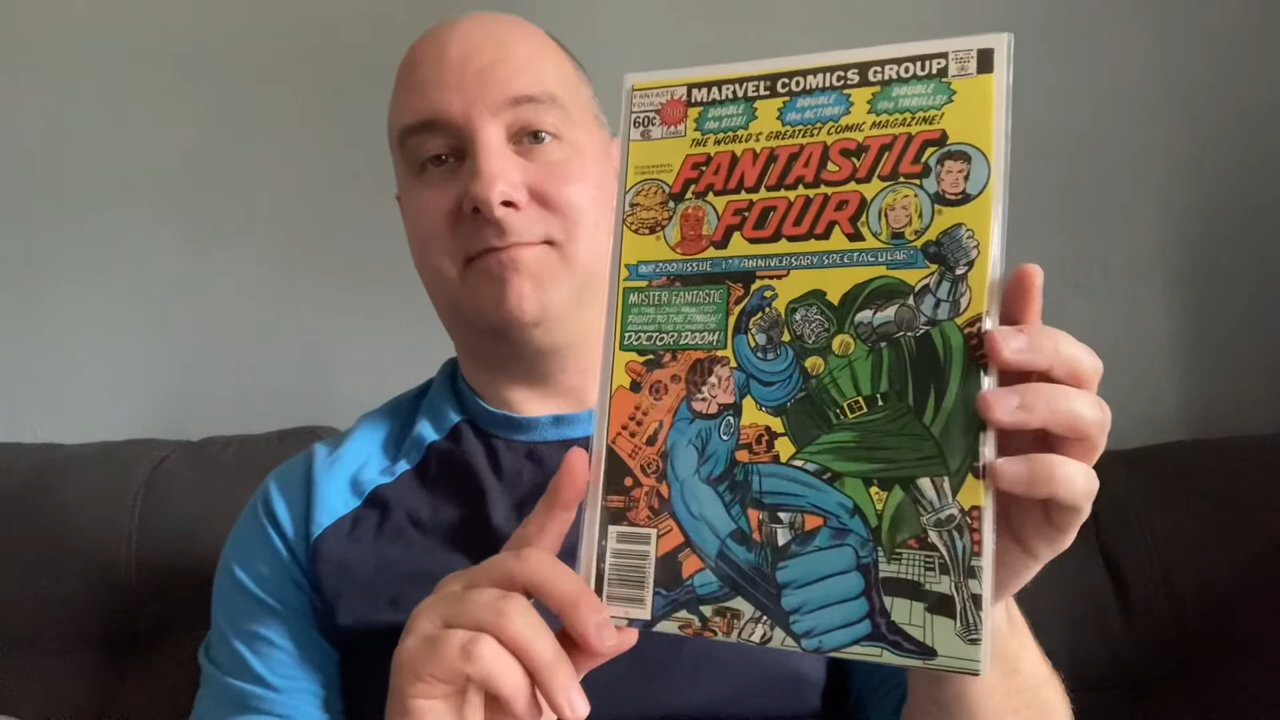 MARVEL COMICS GROUP
FANTASTIC
FOUR
200
60¢
02462
DOUBLE
the SIZE!
DOUBLE
the ACTION!
DOUBLE
the THRILLS!
THE WORLD'S GREATEST COMIC MAGAZINE!
FANTASTIC
FOUR
OUR 200TH ISSUE 17TH ANNIVERSARY SPECTACULAR!
MISTER FANTASTIC
IN THE LONG-AWAITED
FIGHT TO THE FINISH!
AGAINST THE POWER OF
DOCTOR DOOM!
4